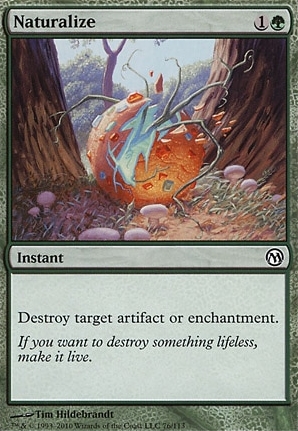 Naturalize 1
Instant
Destroy target artifact or enchantment.
If you want to destroy something lifeless,
make it live.
Tim Hildebrandt
™ & © 1993–2010 Wizards of the Coast LLC 76/113